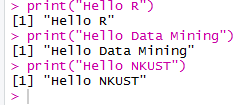 > print("Hello R")
[1] "Hello R"
> print("Hello Data Mining")
[1] "Hello Data Mining"
> print("Hello NKUST")
[1] "Hello NKUST"
>